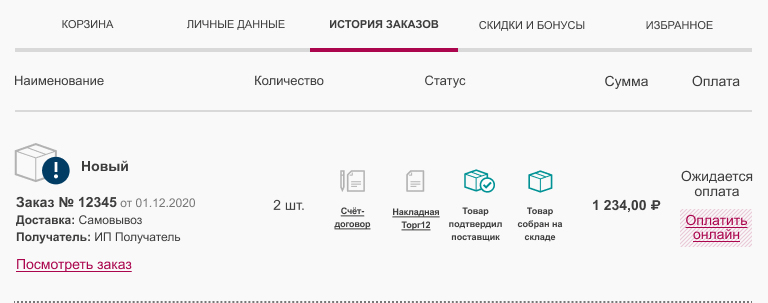 КОРЗИНА ЛИЧНЫЕ ДАННЫЕ ИСТОРИЯ ЗАКАЗОВ СКИДКИ И БОНУСЫ ИЗБРАННОЕ
Наименование Количество Статус Сумма Оплата
Новый
Заказ № 12345 от 01.12.2020
Доставка: Самовывоз
Получатель: ИП Получатель
Посмотреть заказ
2 шт.
Счёт-
договор
Накладная
Торг12
Товар
подтвердил
поставщик
Товар
собран на
складе
1 234,00 ₽
Ожидается
оплата
Оплатить
онлайн